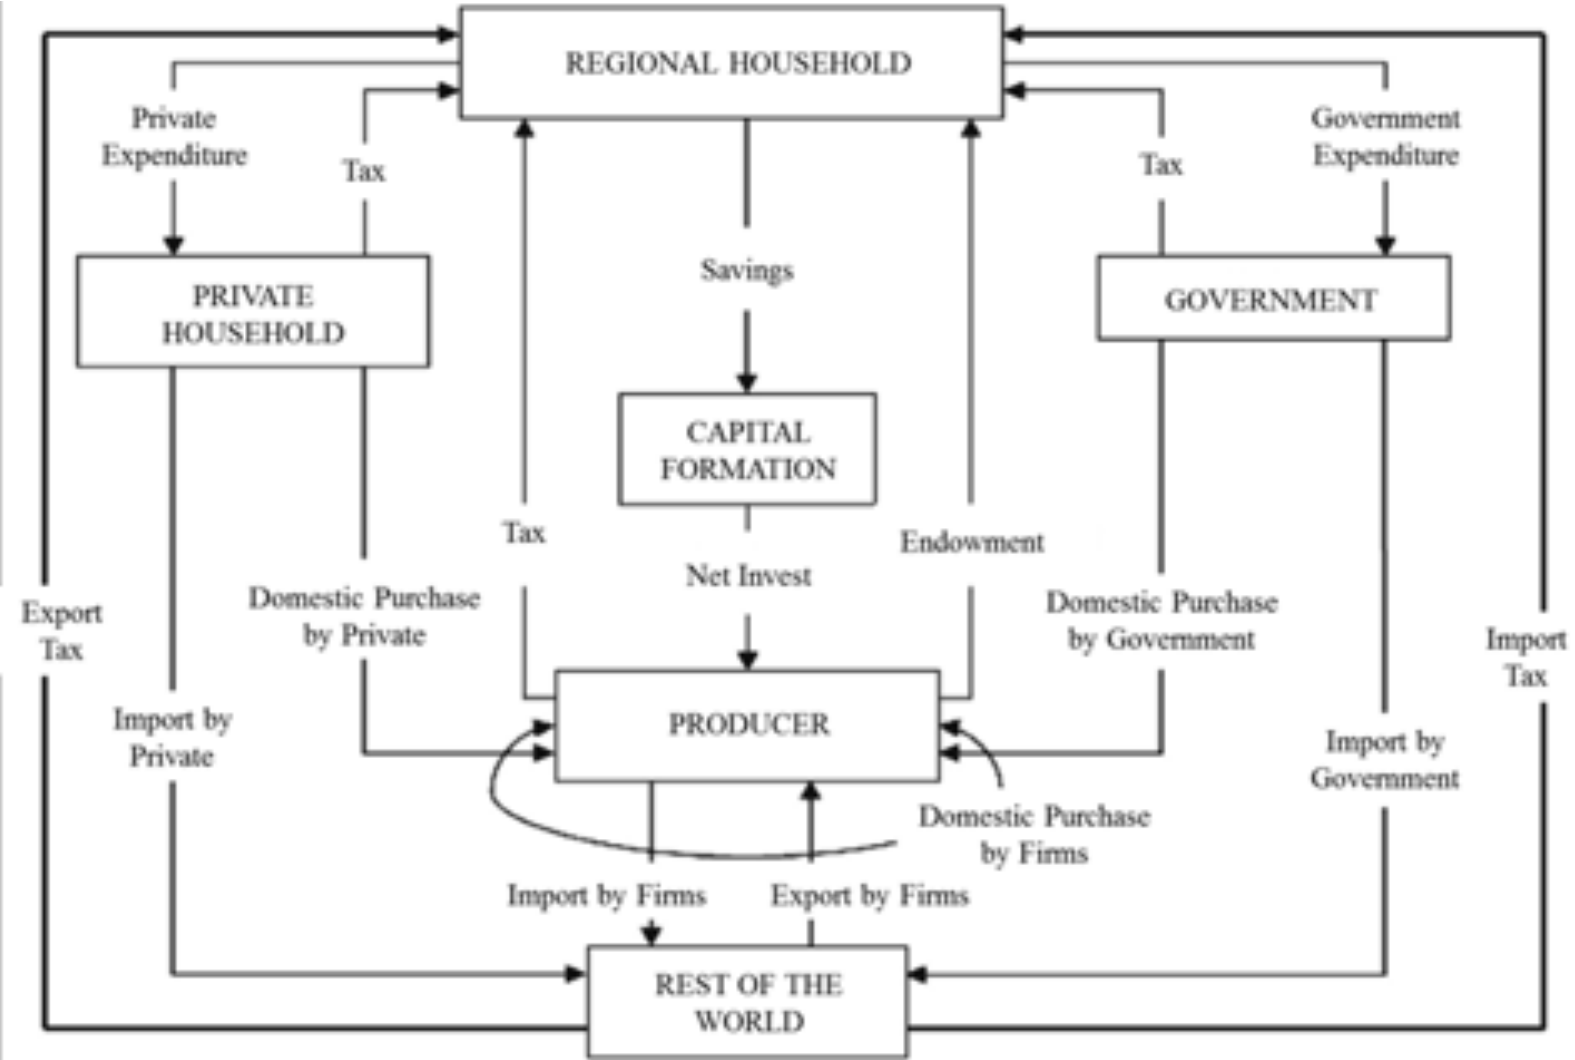 REGIONAL HOUSEHOLD
Private
Expenditure
Tax
Tax
Government
Expenditure
Savings
PRIVATE
HOUSEHOLD
GOVERNMENT
CAPITAL
FORMATION
Tax
Net Invest
Endowment
Domestic Purchase
by Private
Domestic Purchase
by Government
Export
Tax
Import
Tax
Import by
Private
PRODUCER
Import by
Government
Domestic Purchase
by Firms
Import by Firms
Export by Firms
REST OF THE
WORLD